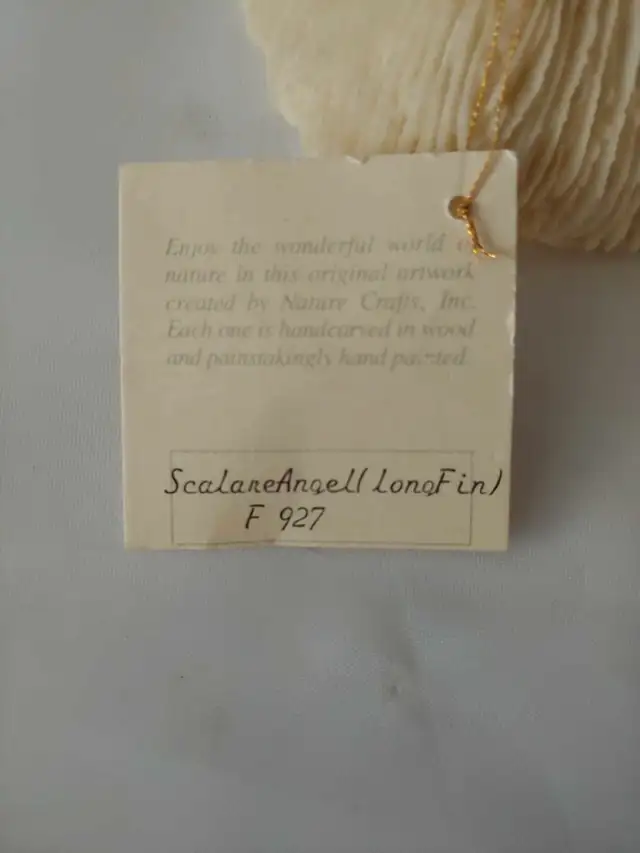 Enjoy the wonderful world of
nature in this original artwork
created by Nature Crafts, Inc.
Each one is handcarved in wood
and painstakingly hand painted.
ScalareAngel(LongFin)
F 927